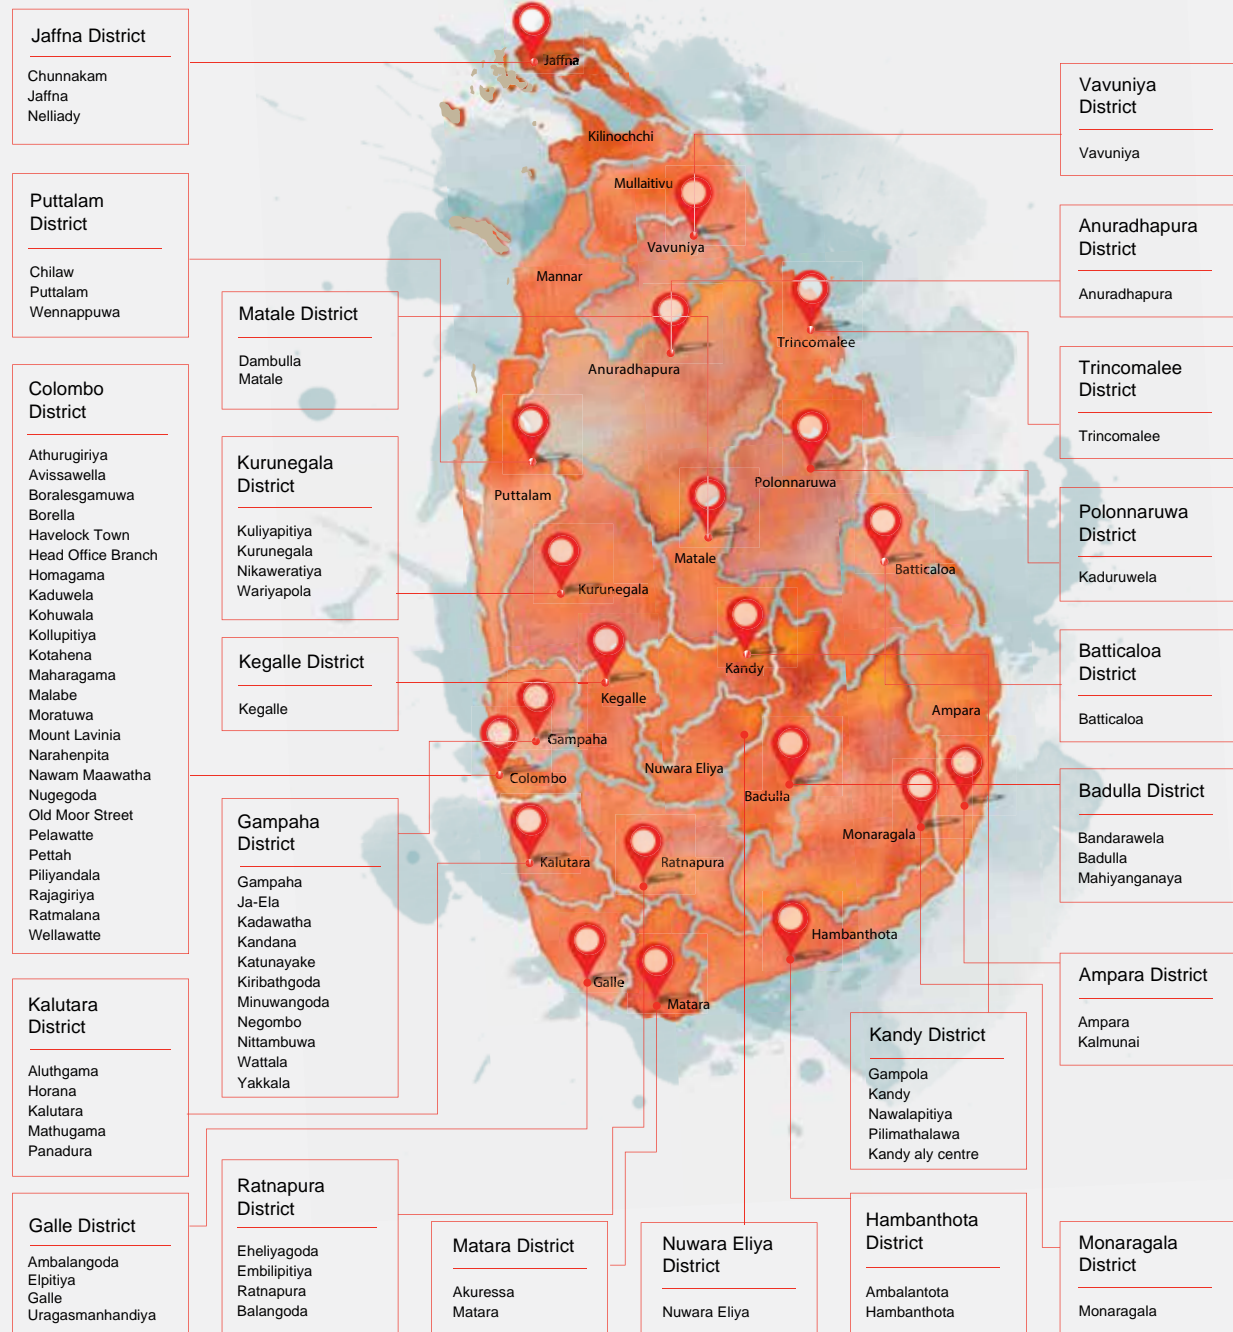 Jaffna District
Chunnakam
Jaffna
Nelliady
Puttalam
District
Chilaw
Puttalam
Wennappuwa
Colombo
District
Athurugiriya
Avissawella
Boralesgamuwa
Borella
Havelock Town
Head Office Branch
Homagama
Kaduwela
Kohuwala
Kollupitiya
Kotahena
Maharagama
Malabe
Moratuwa
Mount Lavinia
Narahenpita
Nawam Maawatha
Nugegoda
Old Moor Street
Pelawatte
Pettah
Piliyandala
Rajagiriya
Ratmalana
Wellawatte
Kalutara
District
Aluthgama
Horana
Kalutara
Mathugama
Panadura
Galle District
Ambalangoda
Elpitiya
Galle
Uragasmanhandiya
Matale District
Dambulla
Matale
Kurunegala
District
Kuliyapitiya
Kurunegala
Nikaweratiya
Wariyapola
Kegalle District
Kegalle
Gampaha
District
Gampaha
Ja-Ela
Kadawatha
Kandana
Katunayake
Kiribathgoda
Minuwangoda
Negombo
Nittambuwa
Wattala
Yakkala
Ratnapura
District
Eheliyagoda
Embilipitiya
Ratnapura
Balangoda
Jaffna
Kilinochchi
Mullaitivu
Vavuniya
Mannar
Trincomalee
Anuradhapura
Puttalam
Polonnaruwa
Matale
Batticaloa
Kurunegala
Kandy
Kegalle
Ampara
Gampaha
Nuwara Eliya
Colombo
Badulla
Monaragala
Kalutara
Ratnapura
Hambanthota
Galle
Matara
Matara District
Akuressa
Matara
Nuwara Eliya
District
Nuwara Eliya
Kandy District
Gampola
Kandy
Nawalapitiya
Pilimathalawa
Kandy aly centre
Hambanthota
District
Ambalantota
Hambanthota
Vavuniya
District
Vavuniya
Anuradhapura
District
Anuradhapura
Trincomalee
District
Trincomalee
Polonnaruwa
District
Kaduruwela
Batticaloa
District
Batticaloa
Badulla District
Bandarawela
Badulla
Mahiyanganaya
Ampara District
Ampara
Kalmunai
Monaragala
District
Monaragala